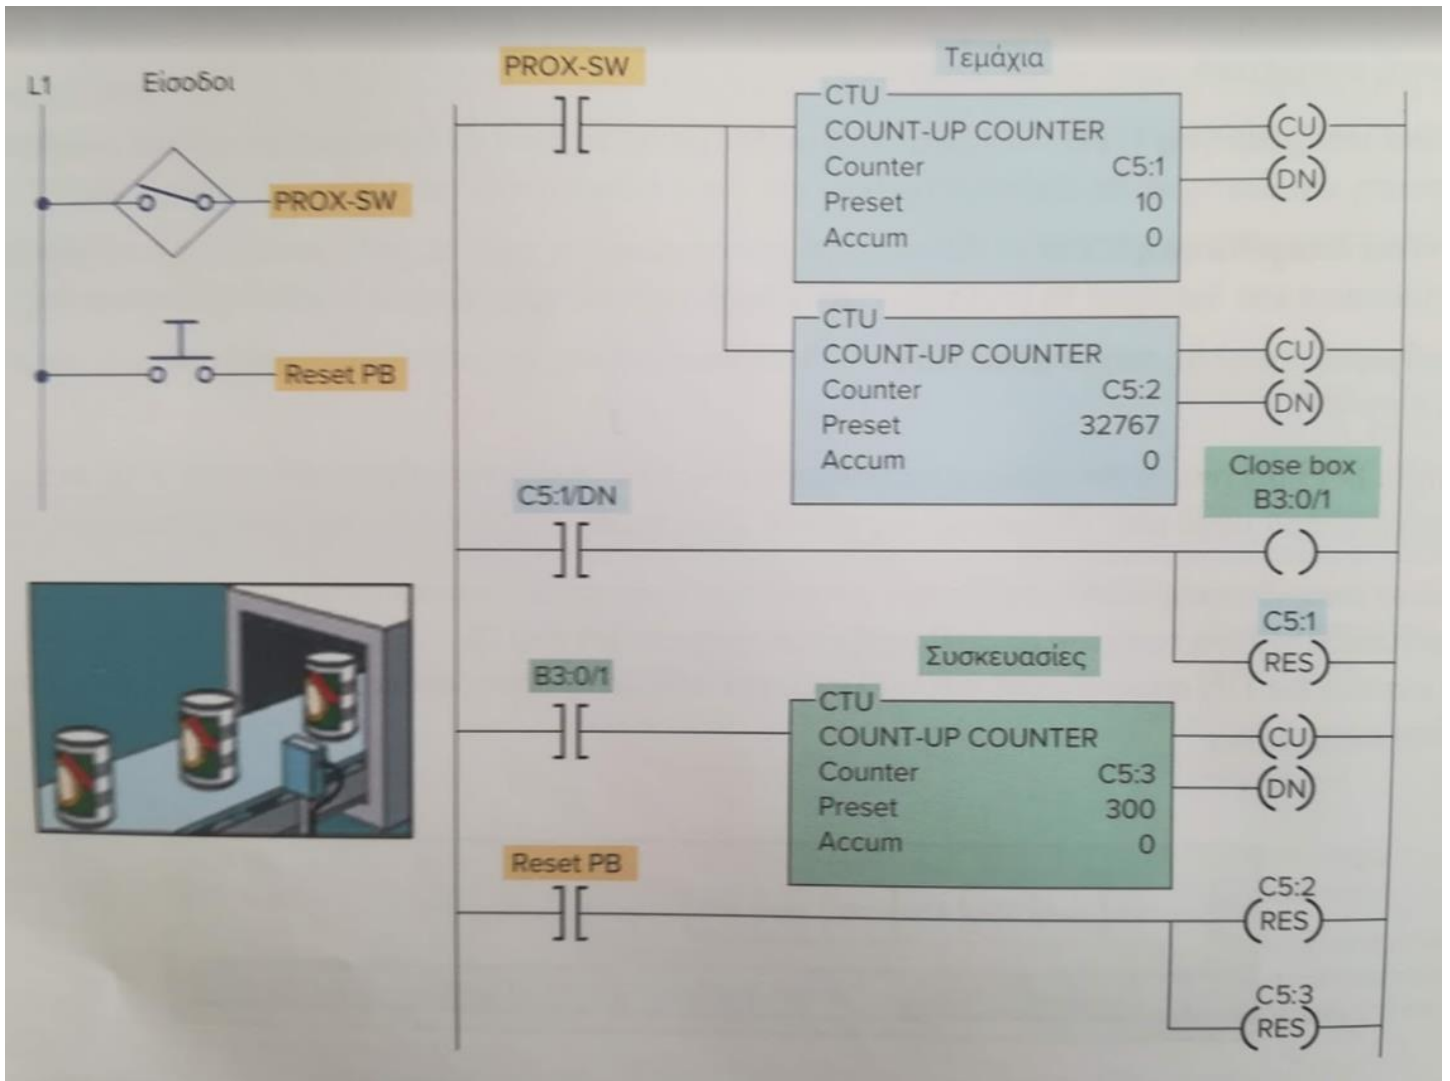 L1
Είσοδοι
PROX-SW
Reset PB
PROX-SW
Τεμάχια
CTU
COUNT-UP COUNTER
Counter C5:1
Preset 10
Accum 0
CU
DN
CTU
COUNT-UP COUNTER
Counter C5:2
Preset 32767
Accum 0
CU
DN
C5:1/DN
Close box
B3:0/1
C5:1
RES
B3:0/1
Συσκευασίες
CTU
COUNT-UP COUNTER
Counter C5:3
Preset 300
Accum 0
CU
DN
Reset PB
C5:2
RES
C5:3
RES